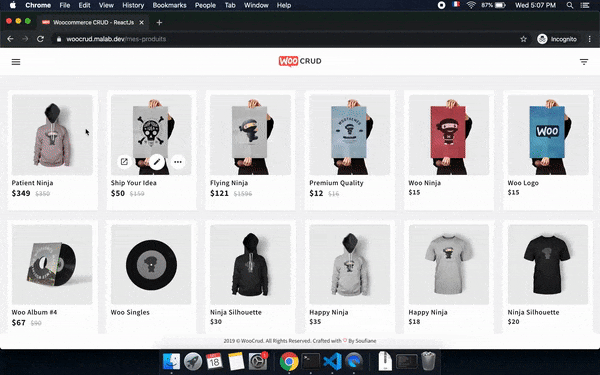 Chrome File Edit View History Bookmarks People Tab Window Help 87% Wed 5:07 PM
Woocommerce CRUD - ReactJs
woocrud.malab.dev/mes-produits Incognito
WOO CRUD
WOO
Patient Ninja Ship Your Idea Flying Ninja Premium Quality Woo Ninja Woo Logo
$349 $350 $50 $159 $121 $1596 $12 $16 $15 $15
Woo Album #4 Woo Singles Ninja Silhouette Happy Ninja Happy Ninja Ninja Silhouette
$67 $90 $30 $35 $18 $20
2019 © WooCrud. All Rights Reserved. Crafted with ♡ By Soufiane
18